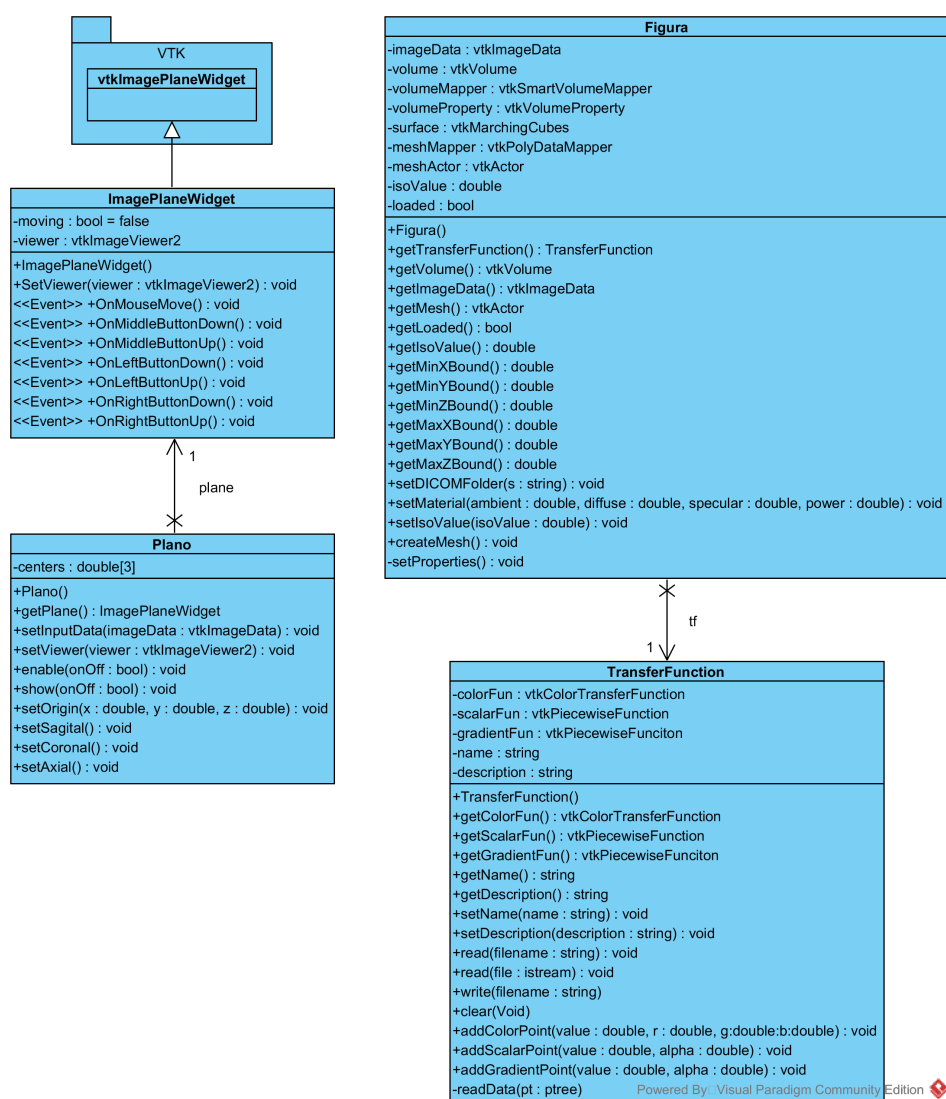 VTK
vtkImagePlaneWidget
ImagePlaneWidget
-moving : bool = false
-viewer : vtkImageViewer2
+ImagePlaneWidget()
+SetViewer(viewer : vtkImageViewer2) : void
<<Event>> +OnMouseMove() : void
<<Event>> +OnMiddleButtonDown() : void
<<Event>> +OnMiddleButtonUp() : void
<<Event>> +OnLeftButtonDown() : void
<<Event>> +OnLeftButtonUp() : void
<<Event>> +OnRightButtonDown() : void
<<Event>> +OnRightButtonUp() : void
1
plane
Plano
-centers : double[3]
+Plano()
+getPlane() : ImagePlaneWidget
+setInputData(imageData : vtkImageData) : void
+setViewer(viewer : vtkImageViewer2) : void
+enable(onOff : bool) : void
+show(onOff : bool) : void
+setOrigin(x : double, y : double, z : double) : void
+setSagital() : void
+setCoronal() : void
+setAxial() : void
Figura
-imageData : vtkImageData
-volume : vtkVolume
-volumeMapper : vtkSmartVolumeMapper
-volumeProperty : vtkVolumeProperty
-surface : vtkMarchingCubes
-meshMapper : vtkPolyDataMapper
-meshActor : vtkActor
-isoValue : double
-loaded : bool
+Figura()
+getTransferFunction() : TransferFunction
+getVolume() : vtkVolume
+getImageData() : vtkImageData
+getMesh() : vtkActor
+getLoaded() : bool
+getIsoValue() : double
+getMinXBound() : double
+getMinYBound() : double
+getMinZBound() : double
+getMaxXBound() : double
+getMaxYBound() : double
+getMaxZBound() : double
+setDICOMFolder(s : string) : void
+setMaterial(ambient : double, diffuse : double, specular : double, power : double) : void
+setIsoValue(isoValue : double) : void
+createMesh() : void
-setProperties() : void
tf
1
TransferFunction
-colorFun : vtkColorTransferFunction
-scalarFun : vtkPiecewiseFunction
-gradientFun : vtkPiecewiseFunciton
-name : string
-description : string
+TransferFunction()
+getColorFun() : vtkColorTransferFunction
+getScalarFun() : vtkPiecewiseFunction
+getGradientFun() : vtkPiecewiseFunciton
+getName() : string
+getDescription() : string
+setName(name : string) : void
+setDescription(description : string) : void
+read(filename : string) : void
+read(file : istream) : void
+write(filename : string)
+clear(Void)
+addColorPoint(value : double, r : double, g:double:b:double) : void
+addScalarPoint(value : double, alpha : double) : void
+addGradientPoint(value : double, alpha : double) : void
-readData(pt : ptree)
Powered By Visual Paradigm Community Edition